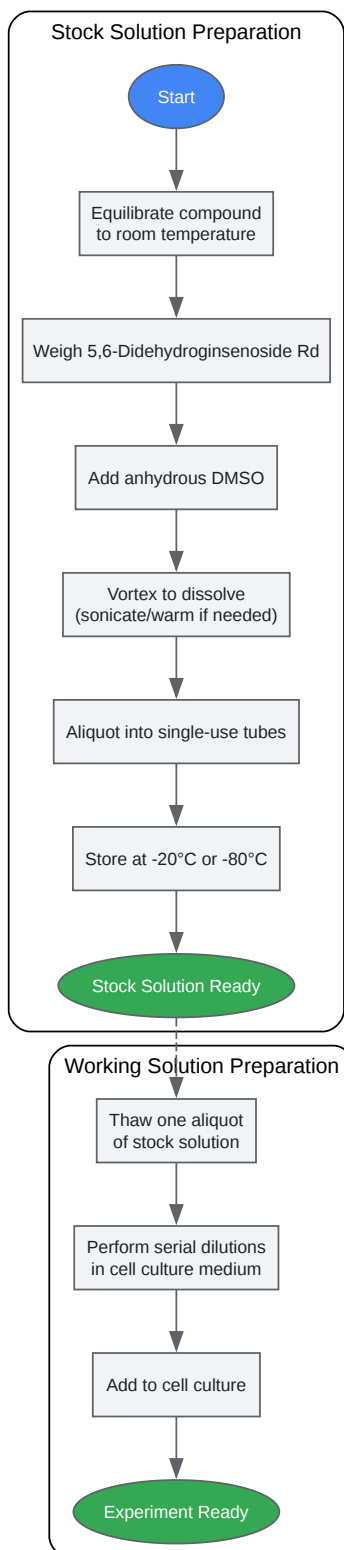 Stock Solution Preparation
Start
Equilibrate compound
to room temperature
Weigh 5,6-Didehydroginsenoside Rd
Add anhydrous DMSO
Vortex to dissolve
(sonicate/warm if needed)
Aliquot into single-use tubes
Store at -20°C or -80°C
Stock Solution Ready
Working Solution Preparation
Thaw one aliquot
of stock solution
Perform serial dilutions
in cell culture medium
Add to cell culture
Experiment Ready